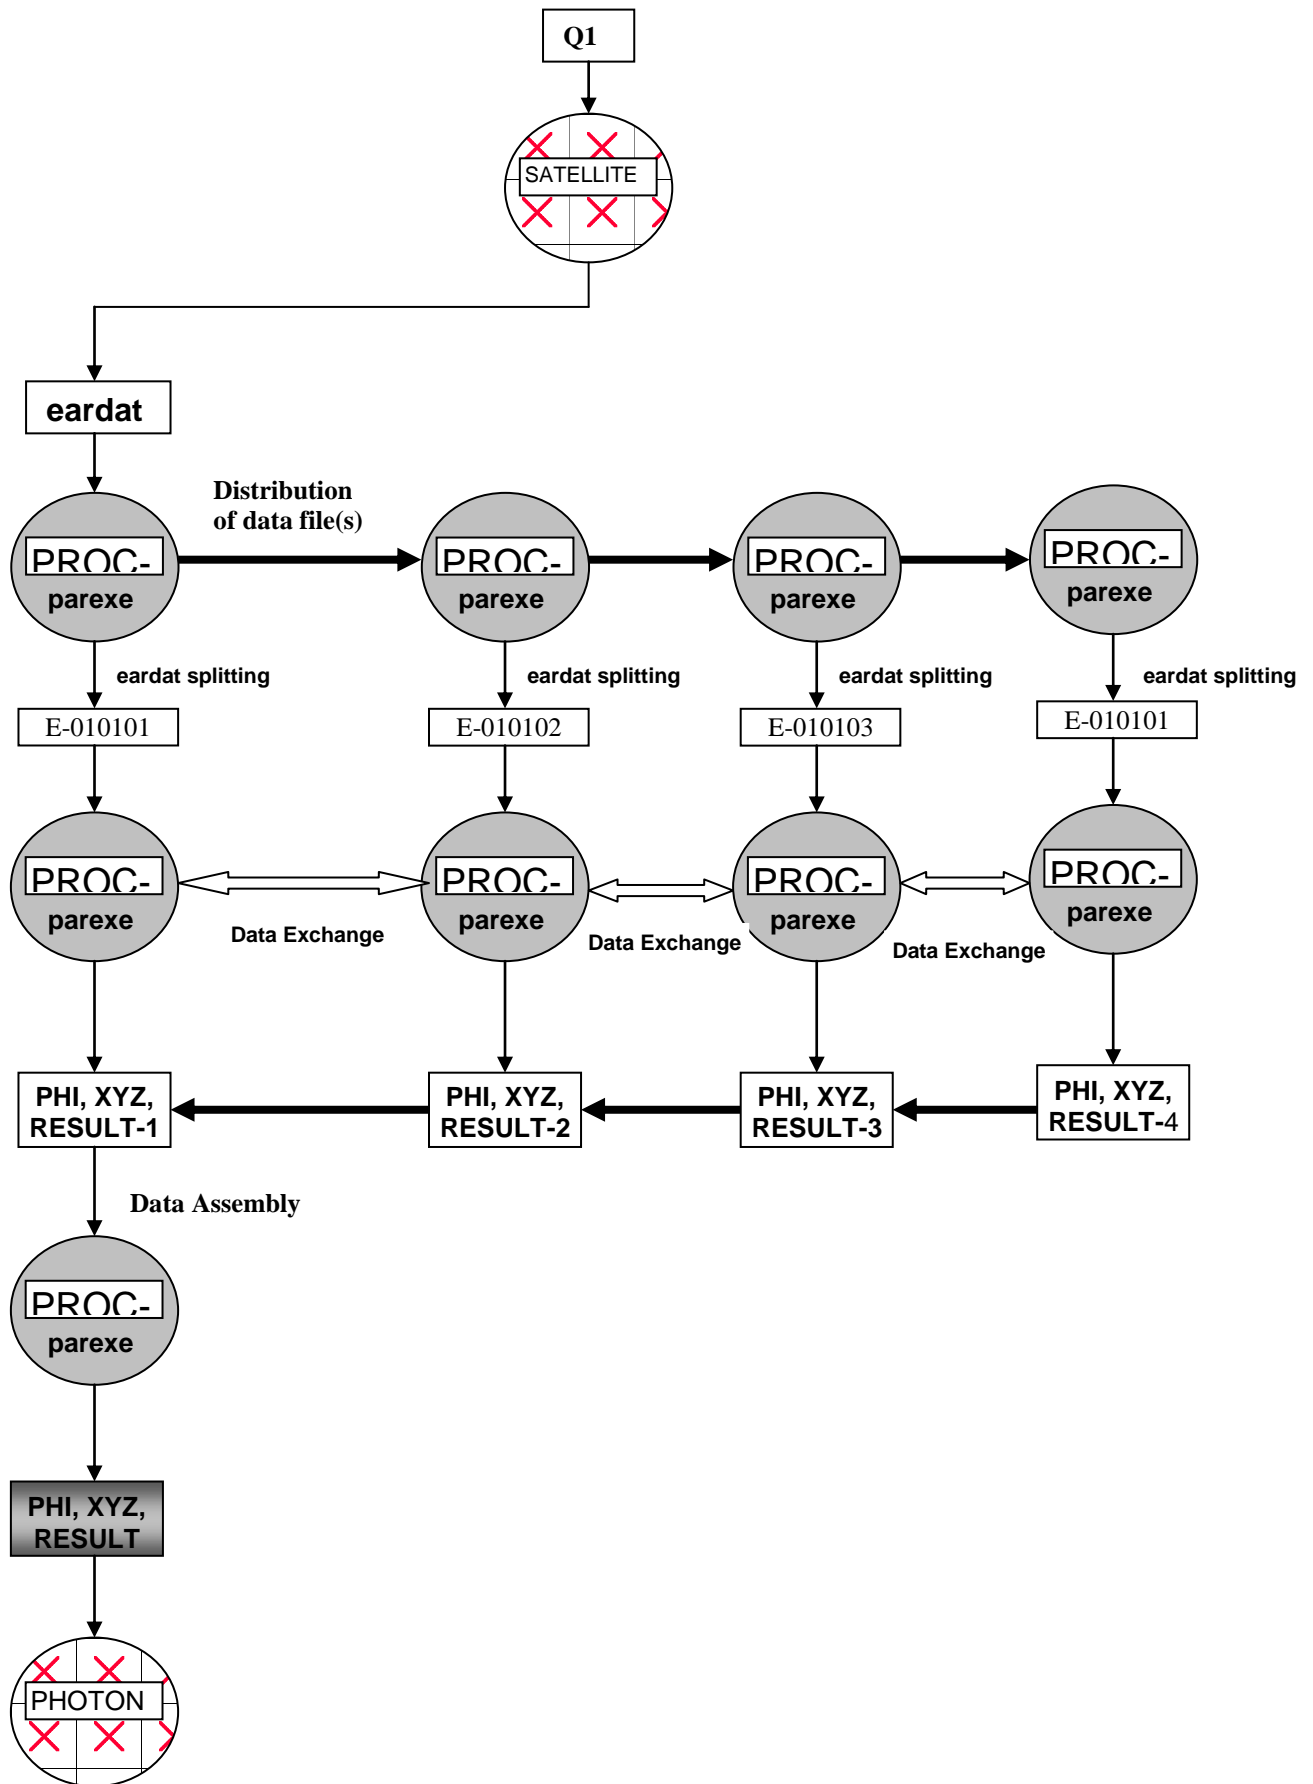 Q1
SATELLITE
eardat
Distribution
of data file(s)
PROC-
parexe
PROC-
parexe
PROC-
parexe
PROC-
parexe
eardat splitting
eardat splitting
eardat splitting
eardat splitting
E-010101
E-010102
E-010103
E-010101
PROC-
parexe
PROC-
parexe
PROC-
parexe
PROC-
parexe
Data Exchange
Data Exchange
Data Exchange
PHI, XYZ,
RESULT-1
PHI, XYZ,
RESULT-2
PHI, XYZ,
RESULT-3
PHI, XYZ,
RESULT-4
Data Assembly
PROC-
parexe
PHI, XYZ,
RESULT
PHOTON